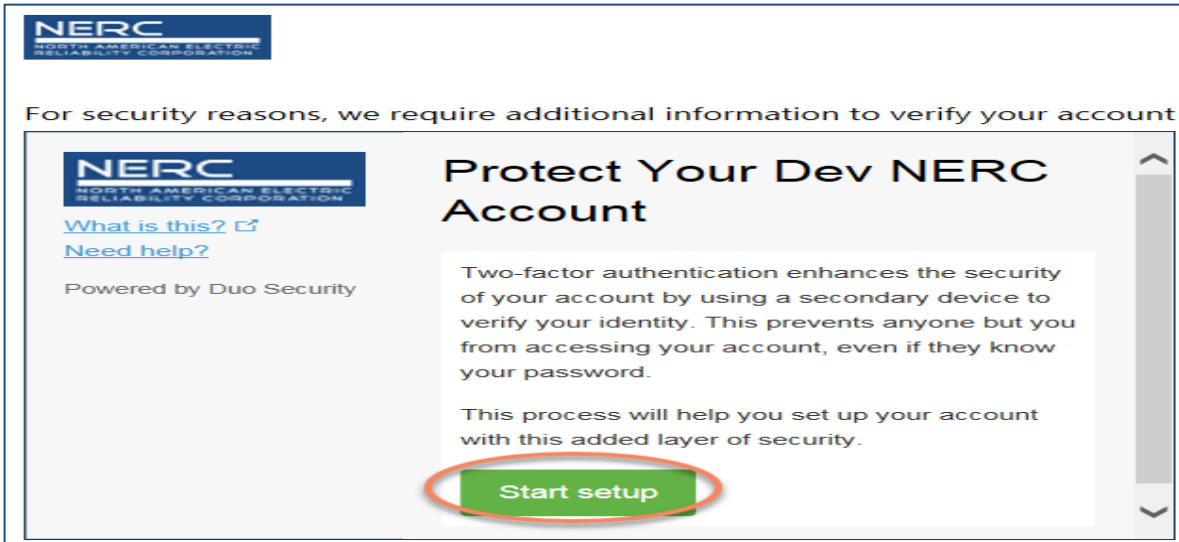 NERC
NORTH AMERICAN ELECTRIC
RELIABILITY CORPORATION
For security reasons, we require additional information to verify your account
NERC
NORTH AMERICAN ELECTRIC
RELIABILITY CORPORATION
What is this?
Need help?
Powered by Duo Security
Protect Your Dev NERC
Account
Two-factor authentication enhances the security
of your account by using a secondary device to
verify your identity. This prevents anyone but you
from accessing your account, even if they know
your password.
This process will help you set up your account
with this added layer of security.
Start setup